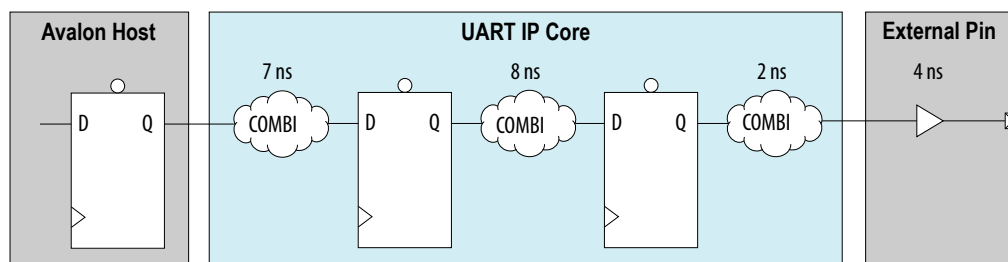 Avalon Host
UART IP Core
External Pin
7 ns
8 ns
2 ns
4 ns
D Q
COMBI
D Q
COMBI
D Q
COMBI